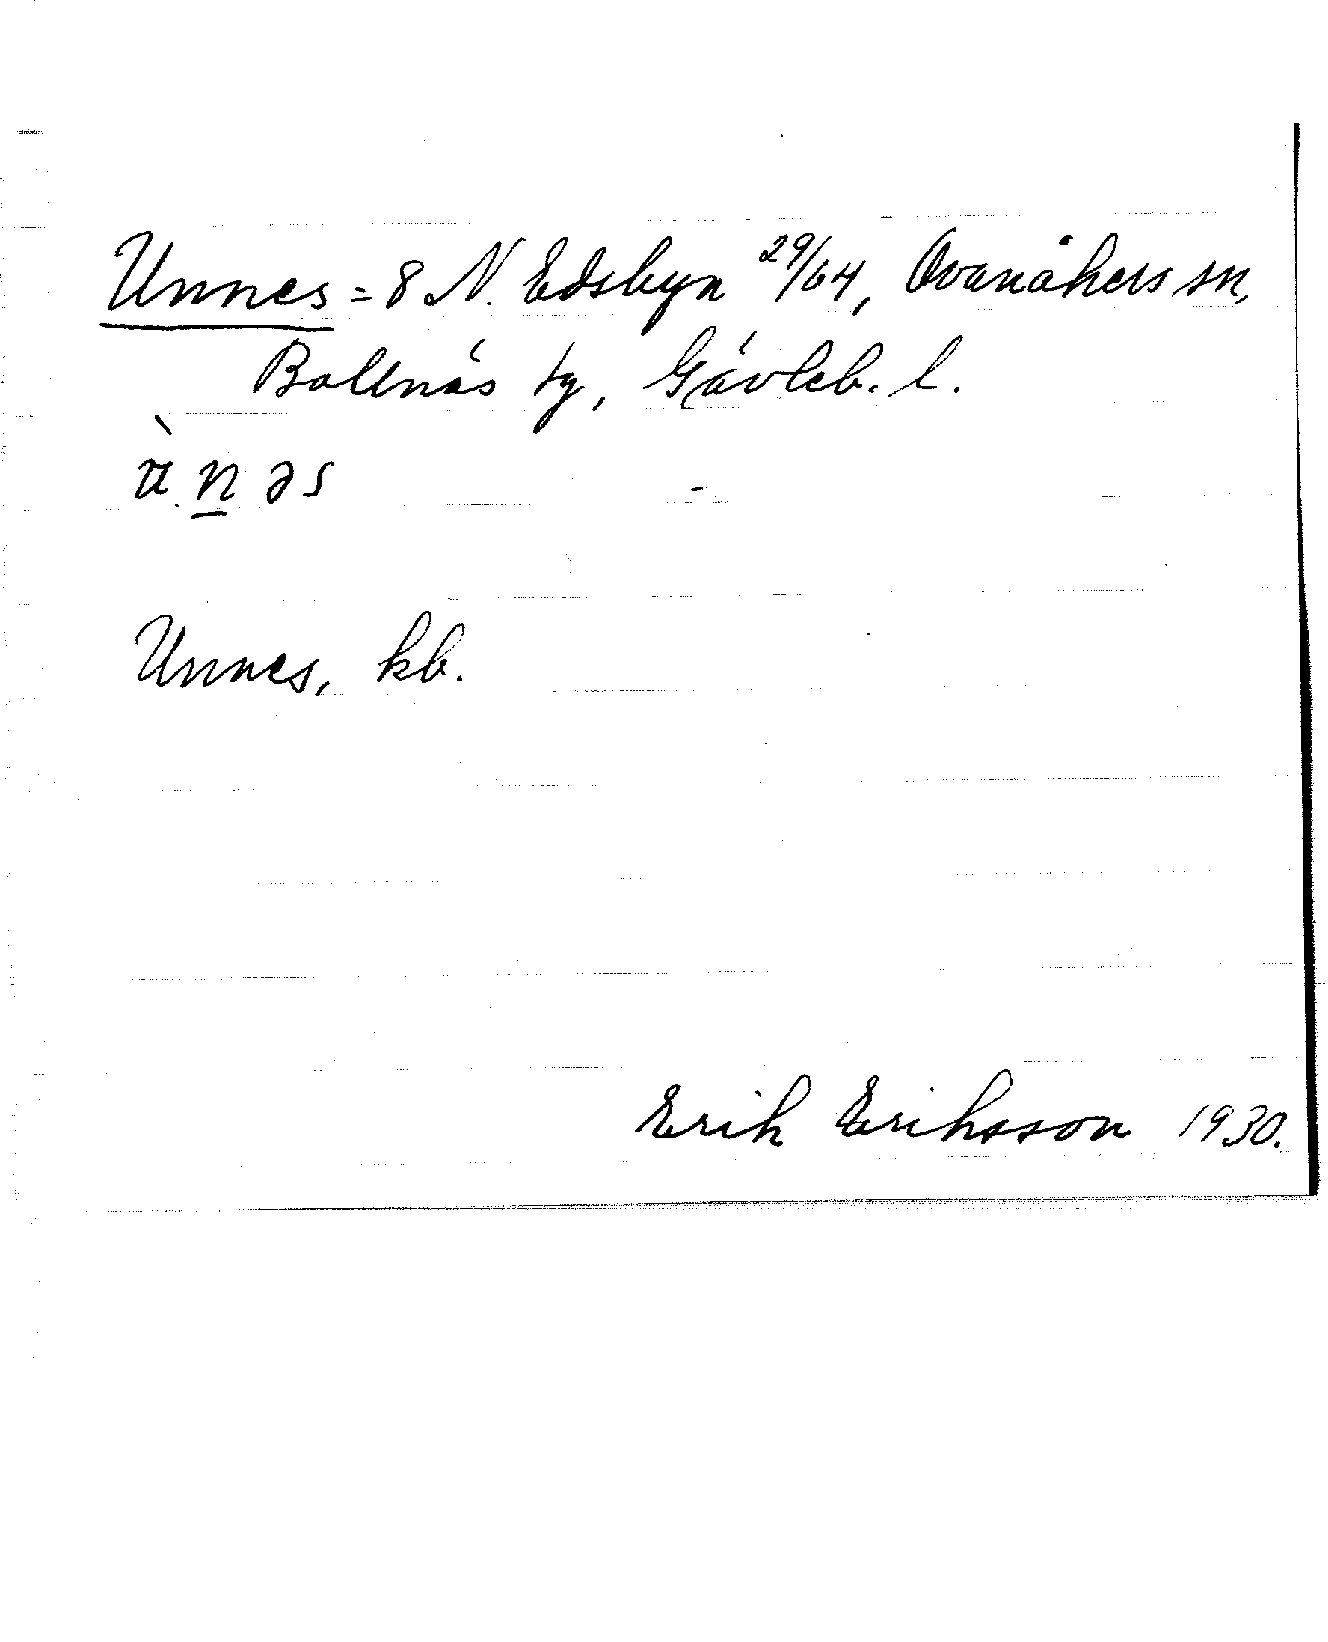 Unnes = 8 N. Edsbyn 29/64, Ovanåkers sn,
Bollnäs tg, Gävleb. l.
Unnes, kb.
Erik Eriksson 1930.